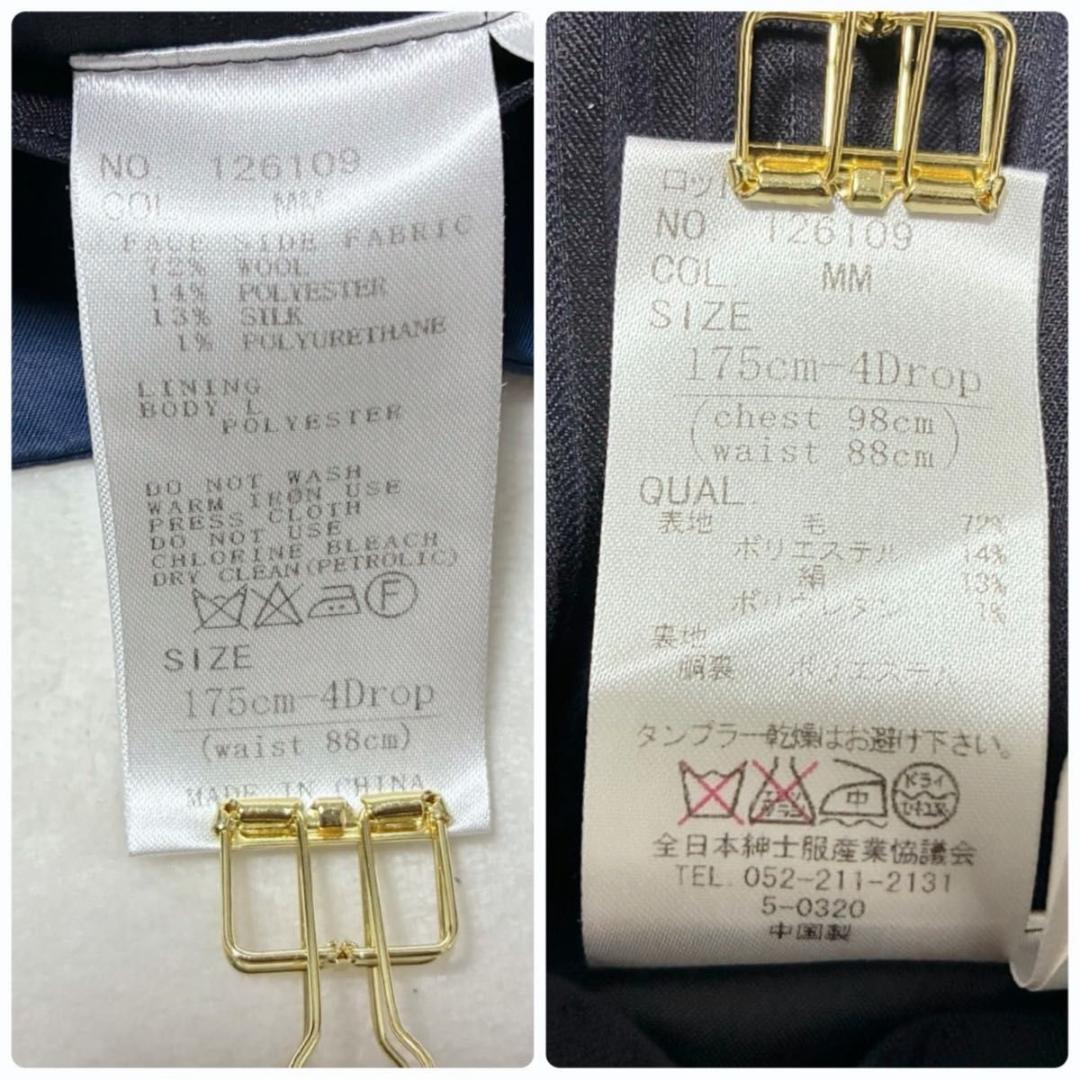 NO 126109
COL MM
FACE SIDE FABRIC
72% WOOL
14% POLYESTER
13% SILK
1% POLYURETHANE
LINING
BODY L
POLYESTER
DO NOT WASH
WARM IRON USE
PRESS CLOTH
DO NOT USE
CHLORINE BLEACH
DRY CLEAN(PETROLIC)
F
SIZE
175cm-4Drop
(waist 88cm)
MADE IN CHINA
ロット
NO. 126109
COL. MM
SIZE
175cm-4Drop
(chest 98cm
waist 88cm)
QUAL.
表地 毛 72%
ポリエステル 14%
絹 13%
ポリウレタン 1%
裏地
胴裏 ポリエステル
タンブラー乾燥はお避け下さい。
中 ドライ
全日本紳士服産業協議会
TEL. 052-211-2131
5-0320
中国製